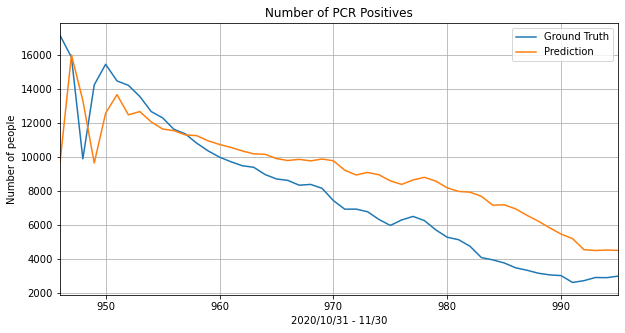 Number of PCR Positives
Ground Truth
Prediction
Number of people
16000
14000
12000
10000
8000
6000
4000
2000
950
960
970
980
990
2020/10/31 - 11/30